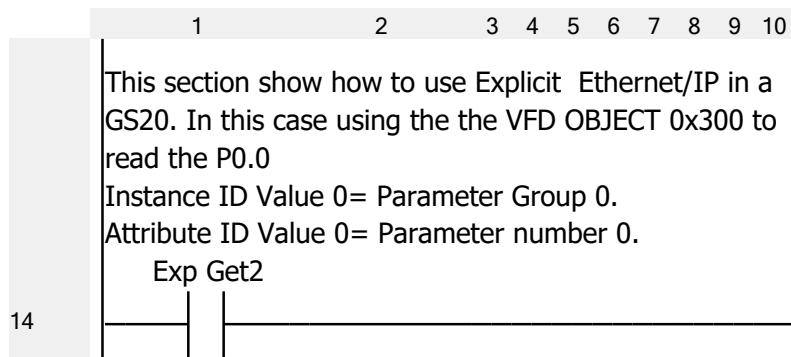 1 2 3 4 5 6 7 8 9 10
This section show how to use Explicit Ethernet/IP in a
GS20. In this case using the the VFD OBJECT 0x300 to
read the P0.0
Instance ID Value 0= Parameter Group 0.
Attribute ID Value 0= Parameter number 0.
Exp Get2
14